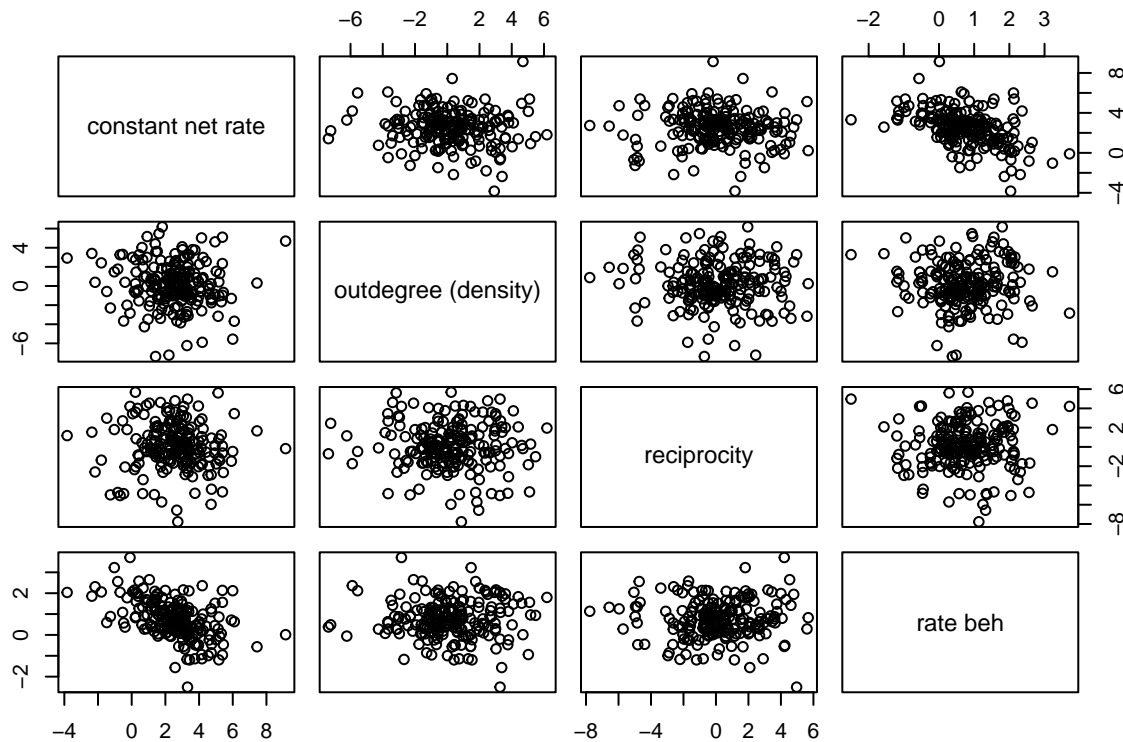 −6 −2 2 4 6
−2 0 1 2 3
constant net rate
−4 0 4 8
−6 0 4
outdegree (density)
reciprocity
−8 −2 2 6
−2 0 2
rate beh
−4 0 2 4 6 8
−8 −4 0 2 4 6